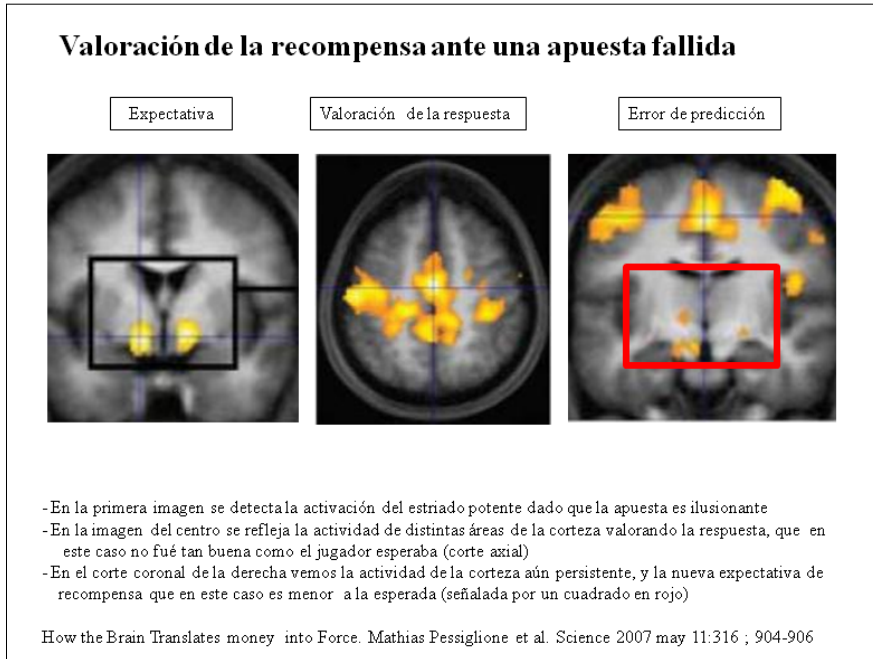 Valoración de la recompensa ante una apuesta fallida
Expectativa
Valoración de la respuesta
Error de predicción
- En la primera imagen se detecta la activación del estriado potente dado que la apuesta es ilusionante
- En la imagen del centro se refleja la actividad de distintas áreas de la corteza valorando la respuesta, que en
este caso no fué tan buena como el jugador esperaba (corte axial)
- En el corte coronal de la derecha vemos la actividad de la corteza aún persistente, y la nueva expectativa de
recompensa que en este caso es menor a la esperada (señalada por un cuadrado en rojo)
How the Brain Translates money into Force. Mathias Pessiglione et al. Science 2007 may 11:316 ; 904-906